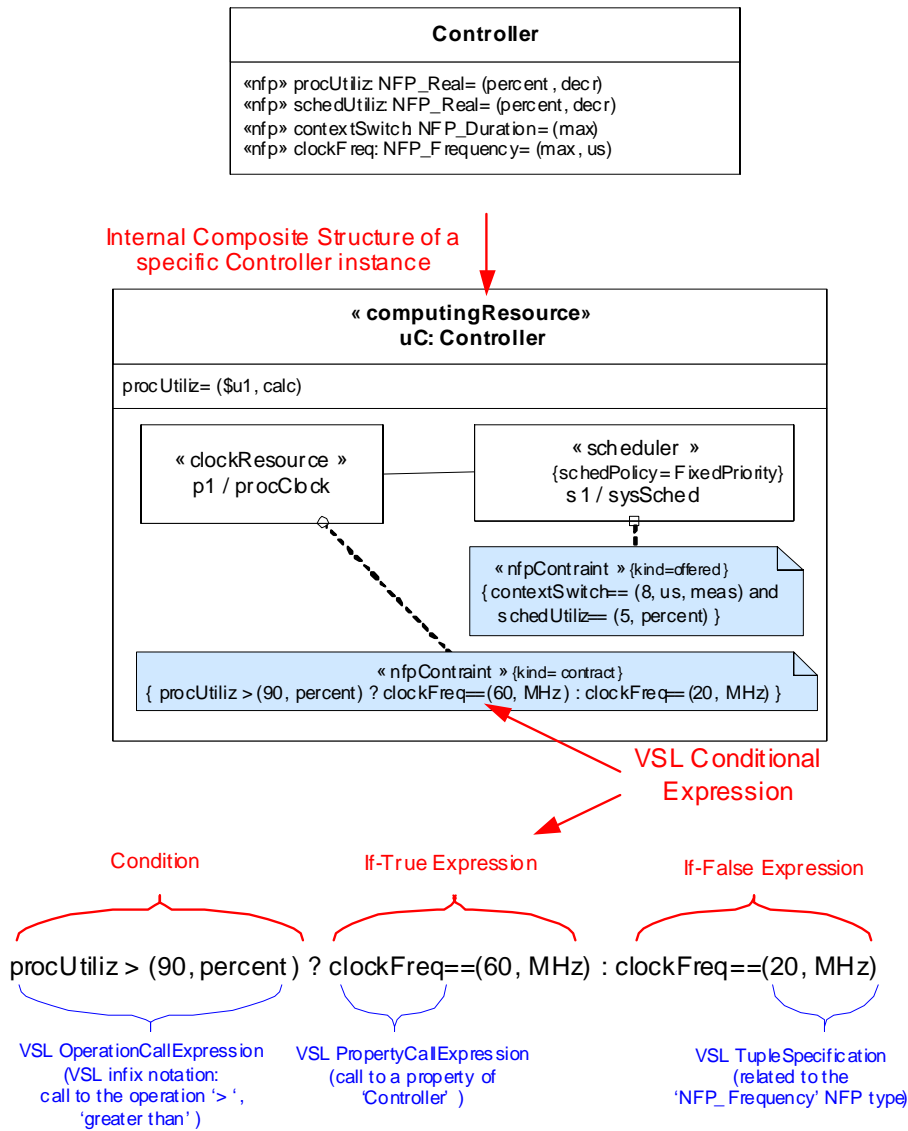 Controller
«nfp» procUtiliz: NFP_Real= (percent, decr)
«nfp» schedUtiliz: NFP_Real= (percent, decr)
«nfp» contextSwitch: NFP_Duration= (max)
«nfp» clockFreq: NFP_Frequency= (max, us)
Internal Composite Structure of a
specific Controller instance
« computingResource»
uC: Controller
procUtiliz= ($u1, calc)
« clockResource »
p1 / procClock
« scheduler »
{schedPolicy= FixedPriority}
s1 / sysSched
« nfpContraint » {kind=offered}
{ contextSwitch== (8, us, meas) and
schedUtiliz== (5, percent) }
« nfpContraint » {kind= contract}
{ procUtiliz >(90, percent) ? clockFreq==(60, MHz) : clockFreq==(20, MHz) }
VSL Conditional
Expression
Condition
If-True Expression
If-False Expression
procUtiliz > (90, percent) ? clockFreq==(60, MHz) : clockFreq==(20, MHz)
VSL OperationCallExpression
(VSL infix notation:
call to the operation ‘> ‘,
‘greater than’ )
VSL PropertyCallExpression
(call to a property of
‘Controller’ )
VSL TupleSpecification
(related to the
‘NFP_Frequency’ NFP type)